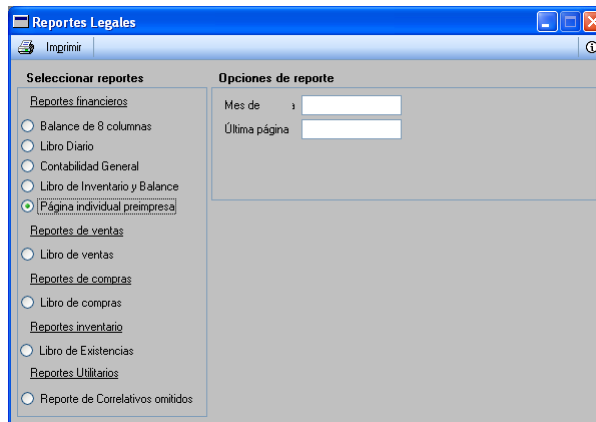 Reportes Legales
Imprimir
Seleccionar reportes
Reportes financieros
Balance de 8 columnas
Libro Diario
Contabilidad General
Libro de Inventario y Balance
Página individual preimpresa
Reportes de ventas
Libro de ventas
Reportes de compras
Libro de compras
Reportes inventario
Libro de Existencias
Reportes Utilitarios
Reporte de Correlativos omitidos
Opciones de reporte
Mes de
Última página